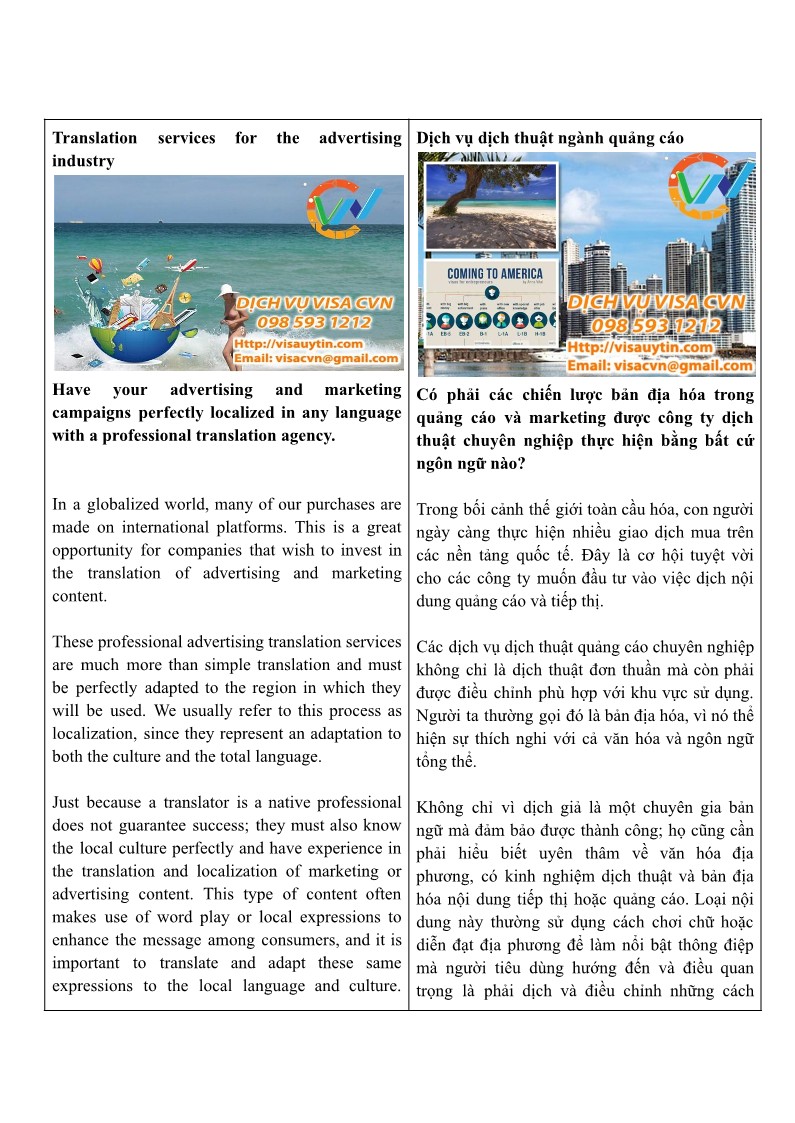 Translation services for the advertising
industry
CVN
DỊCH VỤ VISA CVN
098 593 1212
Http://visauytin.com
Email: visacvn@gmail.com
Have your advertising and marketing
campaigns perfectly localized in any language
with a professional translation agency.
In a globalized world, many of our purchases are
made on international platforms. This is a great
opportunity for companies that wish to invest in
the translation of advertising and marketing
content.
These professional advertising translation services
are much more than simple translation and must
be perfectly adapted to the region in which they
will be used. We usually refer to this process as
localization, since they represent an adaptation to
both the culture and the total language.
Just because a translator is a native professional
does not guarantee success; they must also know
the local culture perfectly and have experience in
the translation and localization of marketing or
advertising content. This type of content often
makes use of word play or local expressions to
enhance the message among consumers, and it is
important to translate and adapt these same
expressions to the local language and culture.
Dịch vụ dịch thuật ngành quảng cáo
CVN
COMING TO AMERICA
visas for entrepreneurs
EB-1 EB-2 B-1 L-1A L-1B H-1B
DỊCH VỤ VISA CVN
098 593 1212
Http://visauytin.com
Email: visacvn@gmail.com
Có phải các chiến lược bản địa hóa trong
quảng cáo và marketing được công ty dịch
thuật chuyên nghiệp thực hiện bằng bất cứ
ngôn ngữ nào?
Trong bối cảnh thế giới toàn cầu hóa, con người
ngày càng thực hiện nhiều giao dịch mua trên
các nền tảng quốc tế. Đây là cơ hội tuyệt vời
cho các công ty muốn đầu tư vào việc dịch nội
dung quảng cáo và tiếp thị.
Các dịch vụ dịch thuật quảng cáo chuyên nghiệp
không chỉ là dịch thuật đơn thuần mà còn phải
được điều chỉnh phù hợp với khu vực sử dụng.
Người ta thường gọi đó là bản địa hóa, vì nó thể
hiện sự thích nghi với cả văn hóa và ngôn ngữ
tổng thể.
Không chỉ vì dịch giả là một chuyên gia bản
ngữ mà đảm bảo được thành công; họ cũng cần
phải hiểu biết uyên thâm về văn hóa địa
phương, có kinh nghiệm dịch thuật và bản địa
hóa nội dung tiếp thị hoặc quảng cáo. Loại nội
dung này thường sử dụng cách chơi chữ hoặc
diễn đạt địa phương để làm nổi bật thông điệp
mà người tiêu dùng hướng đến và điều quan
trọng là phải dịch và điều chỉnh những cách